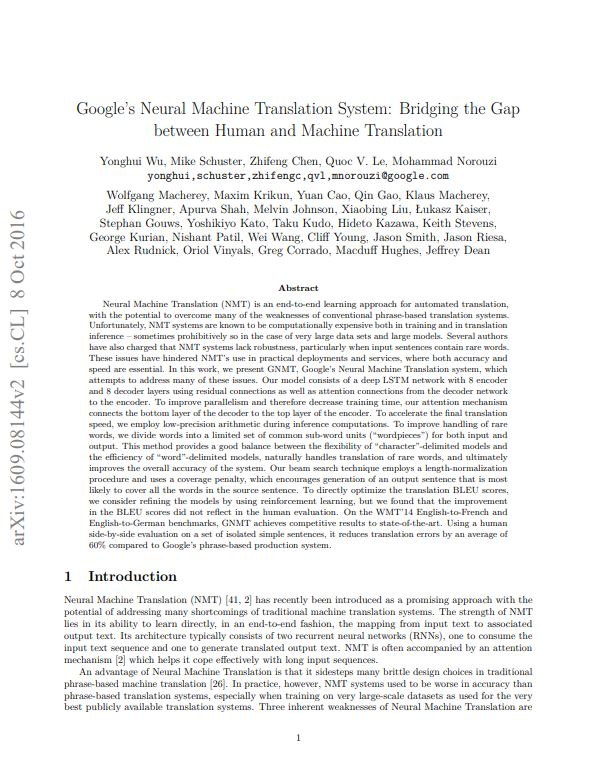 Google's Neural Machine Translation System: Bridging the Gap
between Human and Machine Translation
Yonghui Wu, Mike Schuster, Zhifeng Chen, Quoc V. Le, Mohammad Norouzi
yonghui,schuster,zhifengc,qvl,mnorouzi@google.com
Wolfgang Macherey, Maxim Krikun, Yuan Cao, Qin Gao, Klaus Macherey,
Jeff Klingner, Apurva Shah, Melvin Johnson, Xiaobing Liu, Łukasz Kaiser,
Stephan Gouws, Yoshikiyo Kato, Taku Kudo, Hideto Kazawa, Keith Stevens,
George Kurian, Nishant Patil, Wei Wang, Cliff Young, Jason Smith, Jason Riesa,
Alex Rudnick, Oriol Vinyals, Greg Corrado, Macduff Hughes, Jeffrey Dean
Abstract
Neural Machine Translation (NMT) is an end-to-end learning approach for automated translation,
with the potential to overcome many of the weaknesses of conventional phrase-based translation systems.
Unfortunately, NMT systems are known to be computationally expensive both in training and in translation
inference – sometimes prohibitively so in the case of very large data sets and large models. Several authors
have also charged that NMT systems lack robustness, particularly when input sentences contain rare words.
These issues have hindered NMT's use in practical deployments and services, where both accuracy and
speed are essential. In this work, we present GNMT, Google's Neural Machine Translation system, which
attempts to address many of these issues. Our model consists of a deep LSTM network with 8 encoder
and 8 decoder layers using residual connections as well as attention connections from the decoder network
to the encoder. To improve parallelism and therefore decrease training time, our attention mechanism
connects the bottom layer of the decoder to the top layer of the encoder. To accelerate the final translation
speed, we employ low-precision arithmetic during inference computations. To improve handling of rare
words, we divide words into a limited set of common sub-word units ("wordpieces") for both input and
output. This method provides a good balance between the flexibility of "character"-delimited models and
the efficiency of "word"-delimited models, naturally handles translation of rare words, and ultimately
improves the overall accuracy of the system. Our beam search technique employs a length-normalization
procedure and uses a coverage penalty, which encourages generation of an output sentence that is most
likely to cover all the words in the source sentence. To directly optimize the translation BLEU scores,
we consider refining the models by using reinforcement learning, but we found that the improvement
in the BLEU scores did not reflect in the human evaluation. On the WMT'14 English-to-French and
English-to-German benchmarks, GNMT achieves competitive results to state-of-the-art. Using a human
side-by-side evaluation on a set of isolated simple sentences, it reduces translation errors by an average of
60% compared to Google's phrase-based production system.
1 Introduction
Neural Machine Translation (NMT) [41, 2] has recently been introduced as a promising approach with the
potential of addressing many shortcomings of traditional machine translation systems. The strength of NMT
lies in its ability to learn directly, in an end-to-end fashion, the mapping from input text to associated
output text. Its architecture typically consists of two recurrent neural networks (RNNs), one to consume the
input text sequence and one to generate translated output text. NMT is often accompanied by an attention
mechanism [2] which helps it cope effectively with long input sequences.
An advantage of Neural Machine Translation is that it sidesteps many brittle design choices in traditional
phrase-based machine translation [26]. In practice, however, NMT systems used to be worse in accuracy than
phrase-based translation systems, especially when training on very large-scale datasets as used for the very
best publicly available translation systems. Three inherent weaknesses of Neural Machine Translation are
1
arXiv:1609.08144v2 [cs.CL] 8 Oct 2016